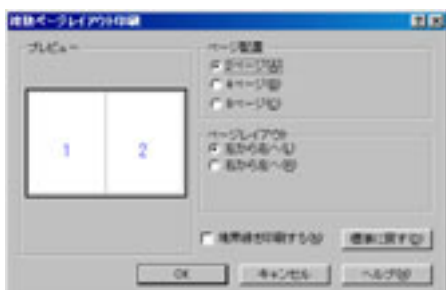 複数ページレイアウト印刷
プレビュー
1
2
ページ配置
2ページ(A)
4ページ(B)
ページ(C)
ページレイアウト
左から右へ(L)
右から左へ(R)
境界線を印刷する(N)
標準に戻す(D)
OK
キャンセル
ヘルプ(H)